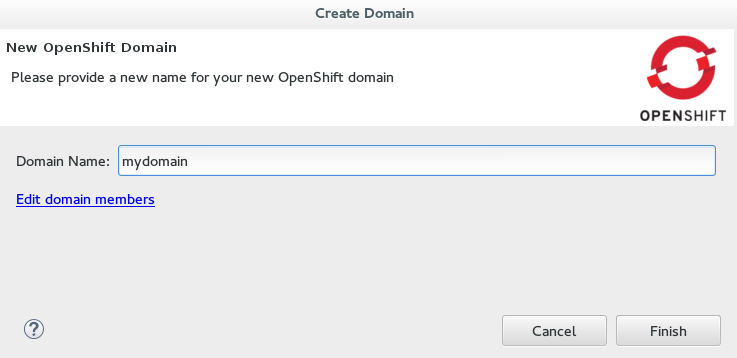 Create Domain
New OpenShift Domain
Please provide a new name for your new OpenShift domain
OPENSHIFT
Domain Name: mydomain
Edit domain members
? Cancel Finish